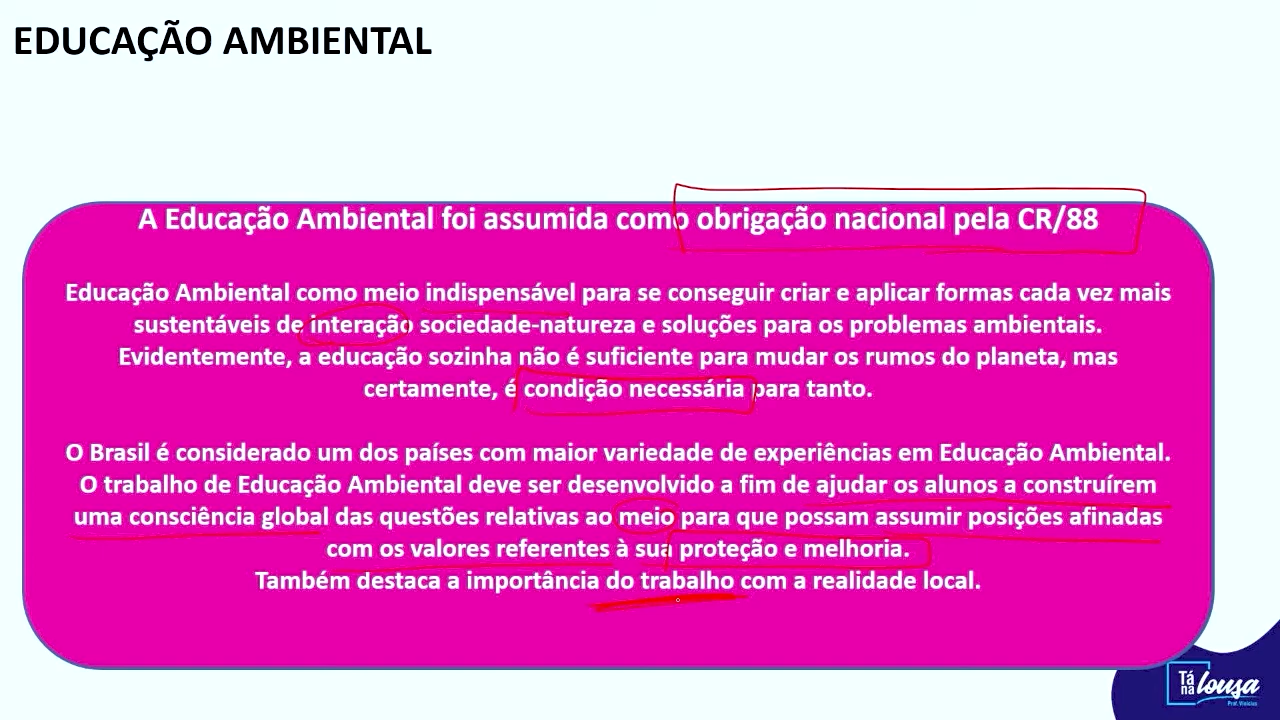 EDUCAÇÃO AMBIENTAL
A Educação Ambiental foi assumida como obrigação nacional pela CR/88
Educação Ambiental como meio indispensável para se conseguir criar e aplicar formas cada vez mais
sustentáveis de interação sociedade-natureza e soluções para os problemas ambientais.
Evidentemente, a educação sozinha não é suficiente para mudar os rumos do planeta, mas
certamente, é condição necessária para tanto.
O Brasil é considerado um dos países com maior variedade de experiências em Educação Ambiental.
O trabalho de Educação Ambiental deve ser desenvolvido a fim de ajudar os alunos a construírem
uma consciência global das questões relativas ao meio para que possam assumir posições afinadas
com os valores referentes à sua proteção e melhoria.
Também destaca a importância do trabalho com a realidade local.
Tá
na lousa
Prof. Vinicius